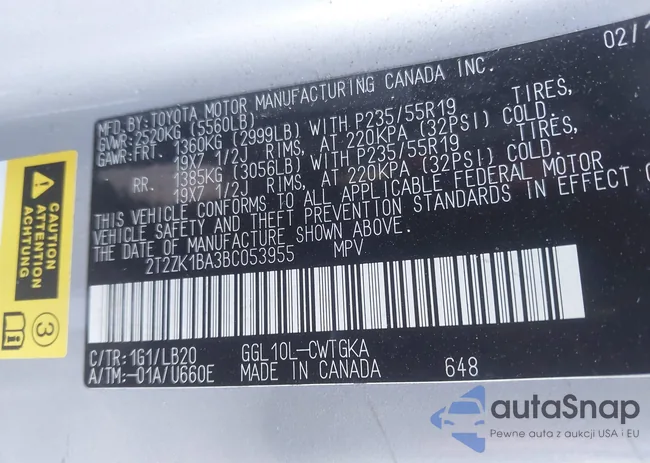 02/1
MFD.BY:TOYOTA MOTOR MANUFACTURING CANADA INC.
GVWR: 2520KG (5560LB)
GAWR: FRT 1360KG (2999LB) WITH P235/55R19 TIRES,
19X7 1/2J RIMS, AT 220KPA (32PSI) COLD.
RR. 1385KG (3056LB) WITH P235/55R19 TIRES,
19X7 1/2J RIMS, AT 220KPA (32PSI) COLD.
THIS VEHICLE CONFORMS TO ALL APPLICABLE FEDERAL MOTOR
VEHICLE SAFETY AND THEFT PREVENTION STANDARDS IN EFFECT O
THE DATE OF MANUFACTURE SHOWN ABOVE.
2T2ZK1BA3BC053955 MPV
C/TR:1G1/LB20 GGL10L-CWTGKA
A/TM:-01A/U660E MADE IN CANADA 648
CAUTION
ATTENTION
ACHTUNG
3
autaSnap
Pewne auta z aukcji USA i EU